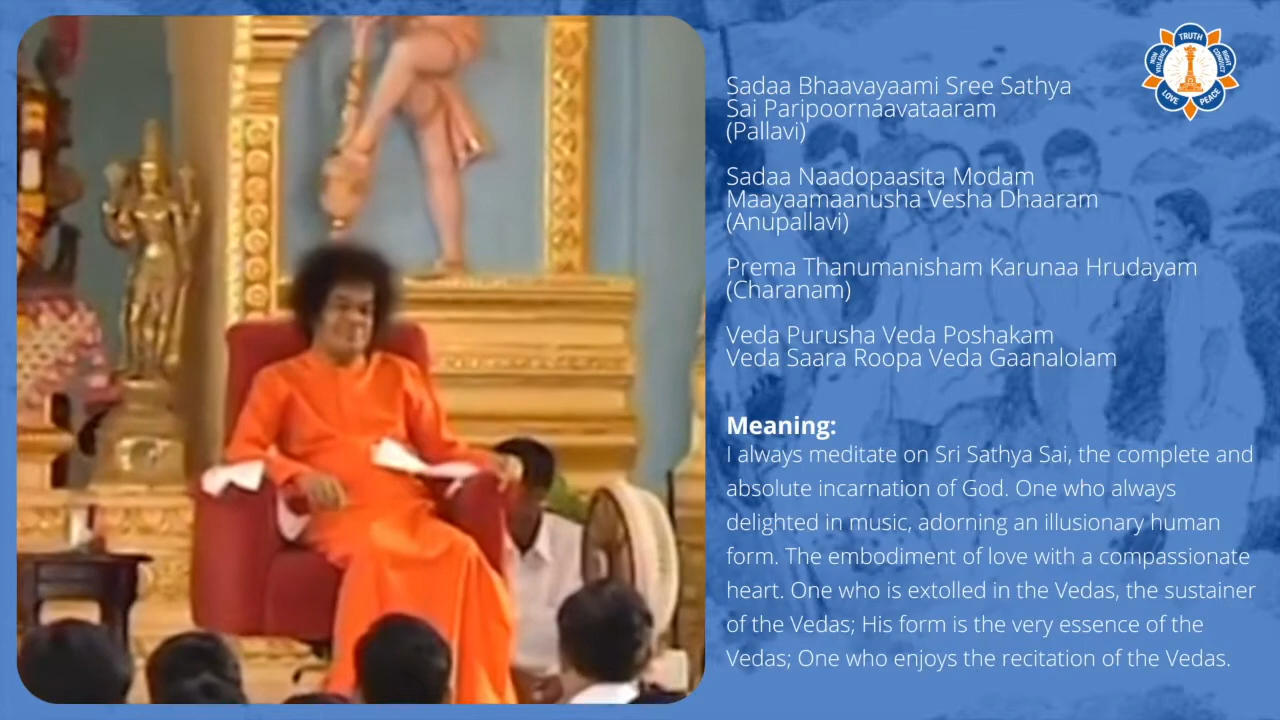 Sadaa Bhaavayaami Sree Sathya
Sai Paripoornaavataaram
(Pallavi)
Sadaa Naadopaasita Modam
Maayaamaanusha Vesha Dhaaram
(Anupallavi)
Prema Thanumanisham Karunaa Hrudayam
(Charanam)
Veda Purusha Veda Poshakam
Veda Saara Roopa Veda Gaanalolam
Meaning:
I always meditate on Sri Sathya Sai, the complete and
absolute incarnation of God. One who always
delighted in music, adorning an illusionary human
form. The embodiment of love with a compassionate
heart. One who is extolled in the Vedas, the sustainer
of the Vedas; His form is the very essence of the
Vedas; One who enjoys the recitation of the Vedas.
TRUTH
RIGHT CONDUCT
PEACE
LOVE
NON VIOLENCE